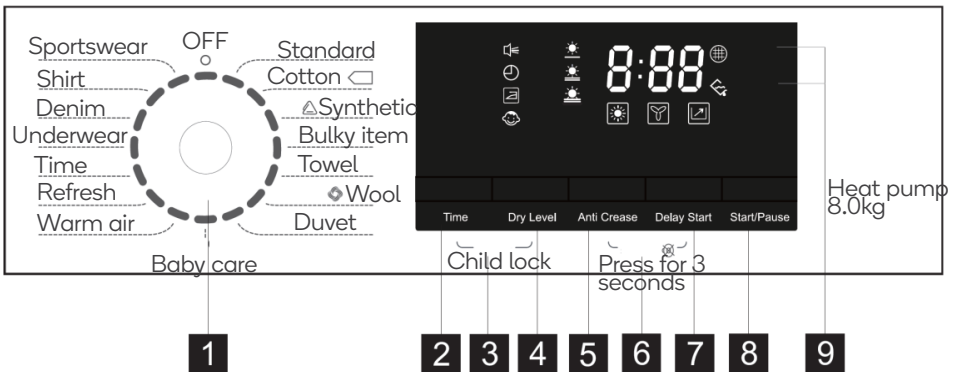 OFF
Sportswear
Shirt
Denim
Underwear
Time
Refresh
Warm air
Standard
Cotton
Synthetic
Bulky item
Towel
Wool
Duvet
Baby care
8:88
Time Dry Level Anti Crease Delay Start Start/Pause
Child lock
Press for 3
seconds
Heat pump
8.0kg
1 2 3 4 5 6 7 8 9